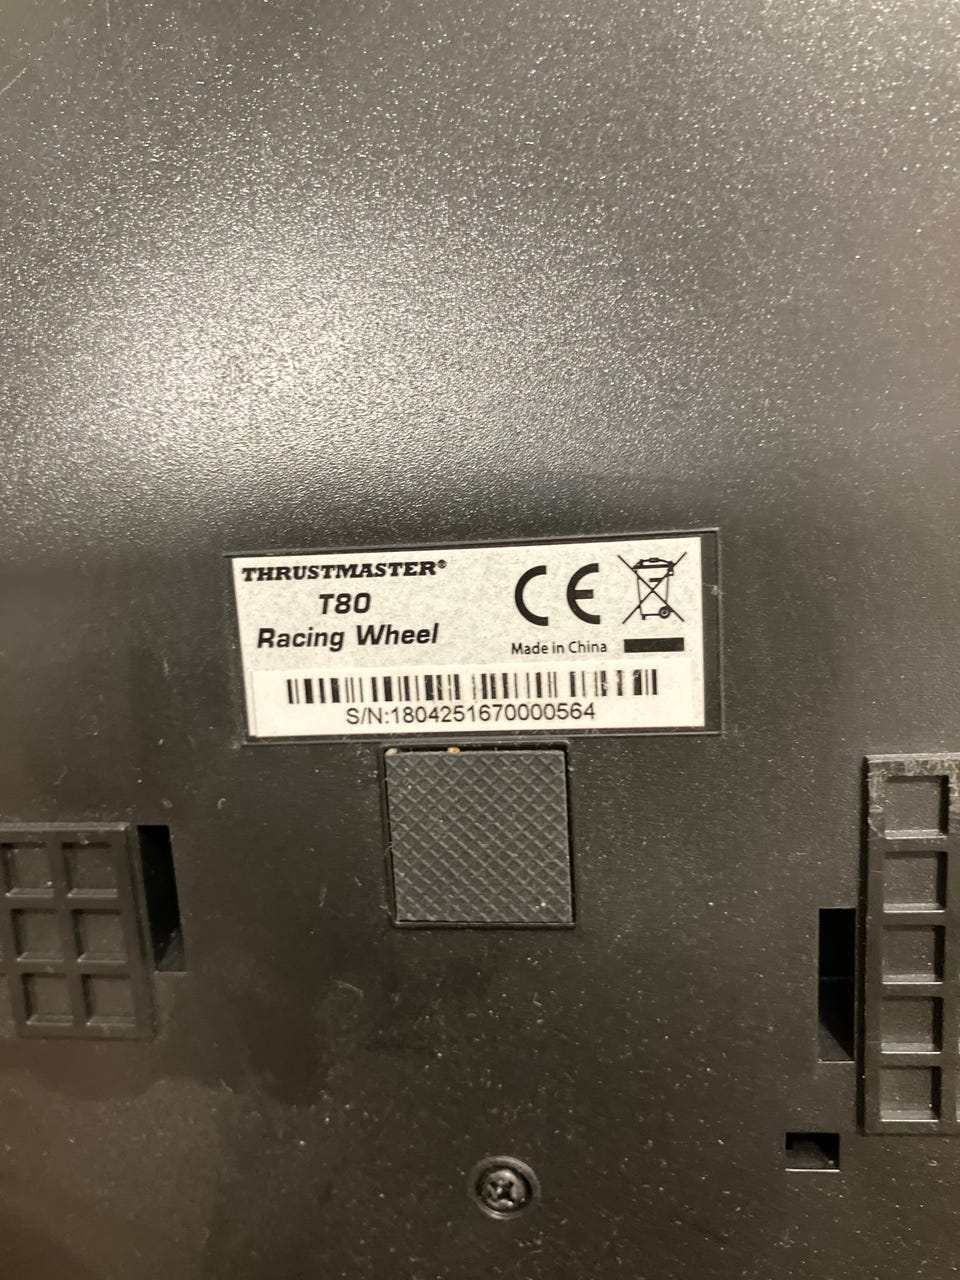 THRUSTMASTER®
T80
Racing Wheel
CE
Made in China
S/N:1804251670000564